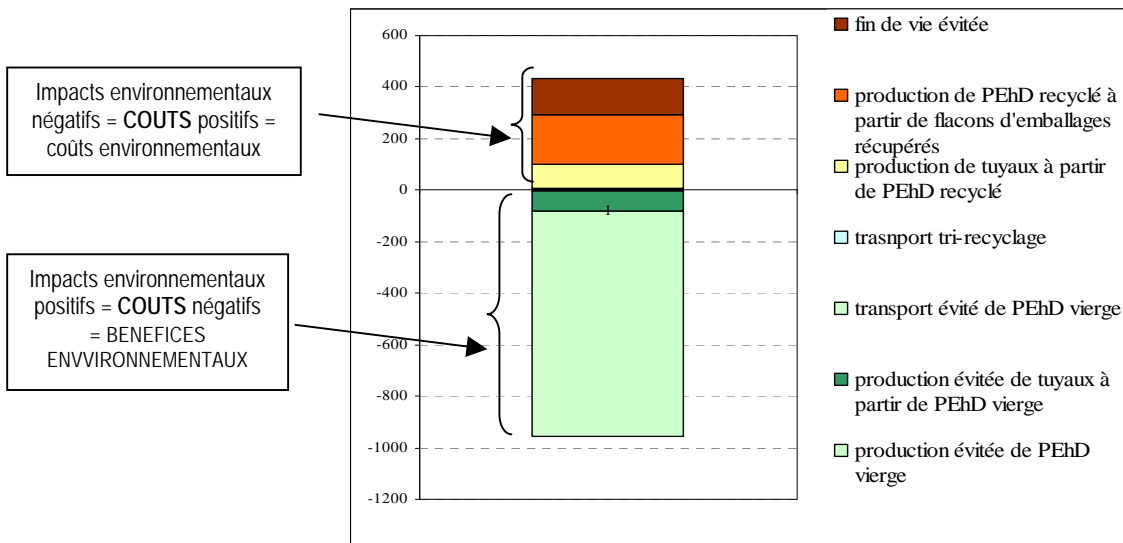 Impacts environnementaux
négatifs = COUTS positifs =
coûts environnementaux
Impacts environnementaux
positifs = COUTS négatifs
= BENEFICES
ENVVIRONNEMENTAUX
600
400
200
0
-200
-400
-600
-800
-1000
-1200
1
fin de vie évitée
production de PEhD recyclé à
partir de flacons d'emballages
récupérés
production de tuyaux à partir
de PEhD recyclé
trasnport tri-recyclage
transport évité de PEhD vierge
production évitée de tuyaux à
partir de PEhD vierge
production évitée de PEhD
vierge